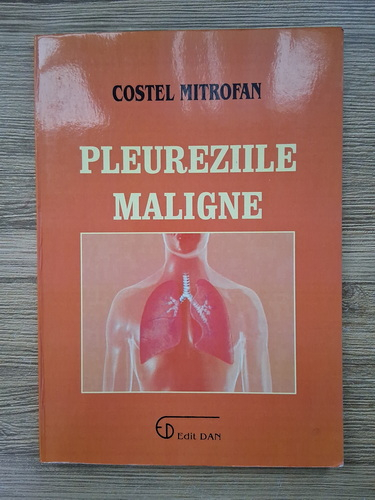 COSTEL MITROFAN
PLEUREZIILE
MALIGNE
ED Edit DAN